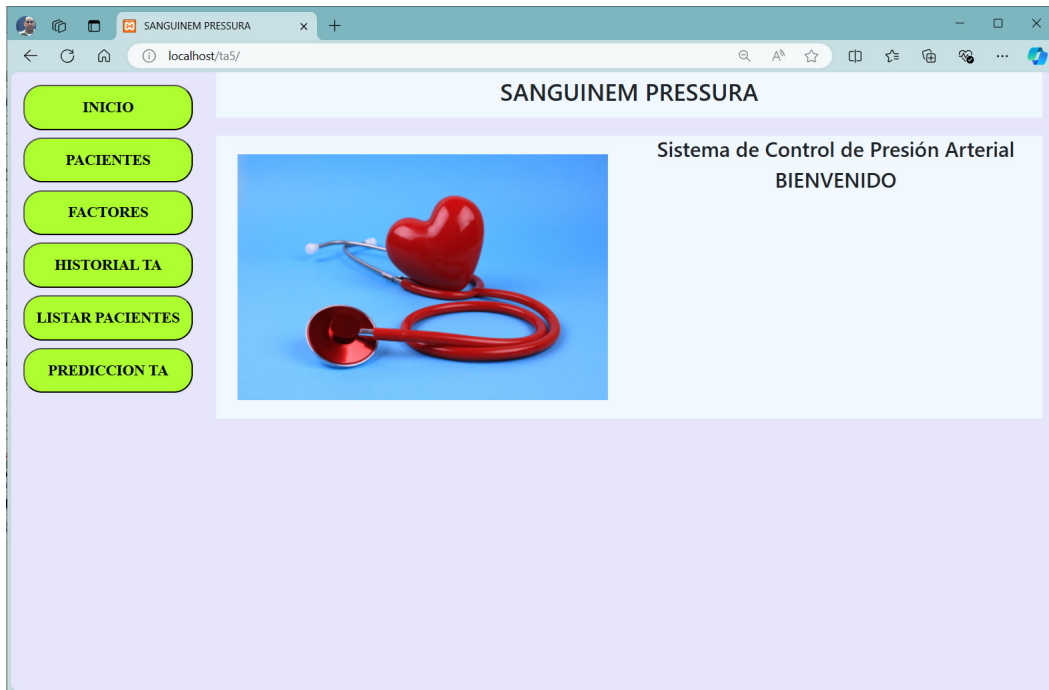 SANGUINEM PRESSURA
localhost/ta5/
INICIO
PACIENTES
FACTORES
HISTORIAL TA
LISTAR PACIENTES
PREDICCION TA
SANGUINEM PRESSURA
Sistema de Control de Presión Arterial
BIENVENIDO